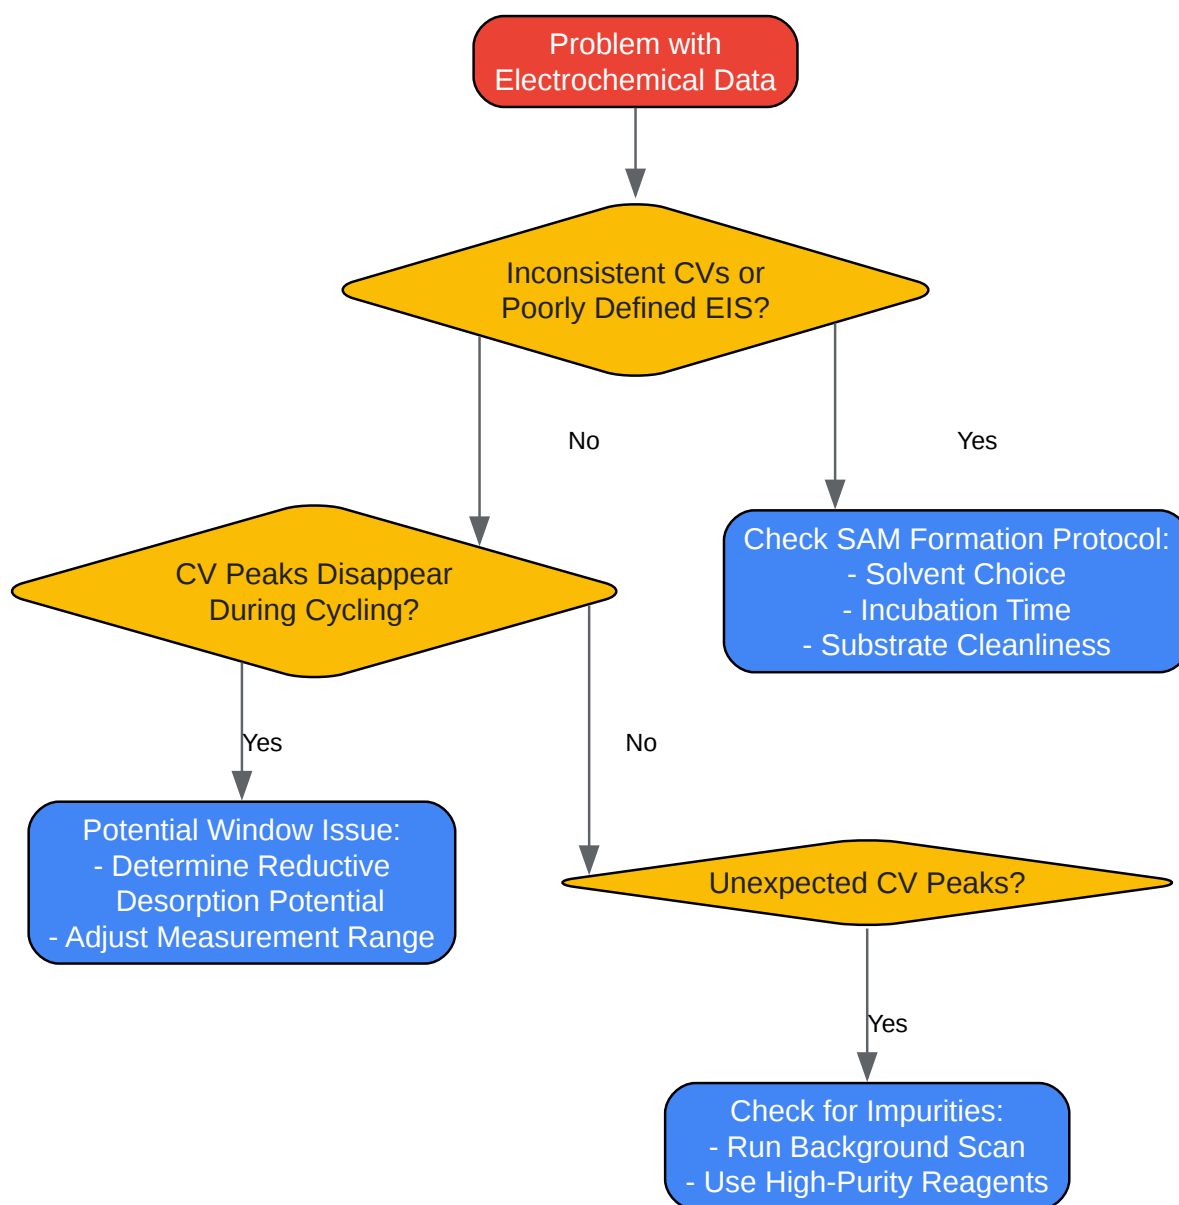 Problem with
Electrochemical Data
Inconsistent CVs or
Poorly Defined EIS?
No
Yes
CV Peaks Disappear
During Cycling?
Check SAM Formation Protocol:
- Solvent Choice
- Incubation Time
- Substrate Cleanliness
Yes
No
Potential Window Issue:
- Determine Reductive
Desorption Potential
- Adjust Measurement Range
Unexpected CV Peaks?
Yes
Check for Impurities:
- Run Background Scan
- Use High-Purity Reagents